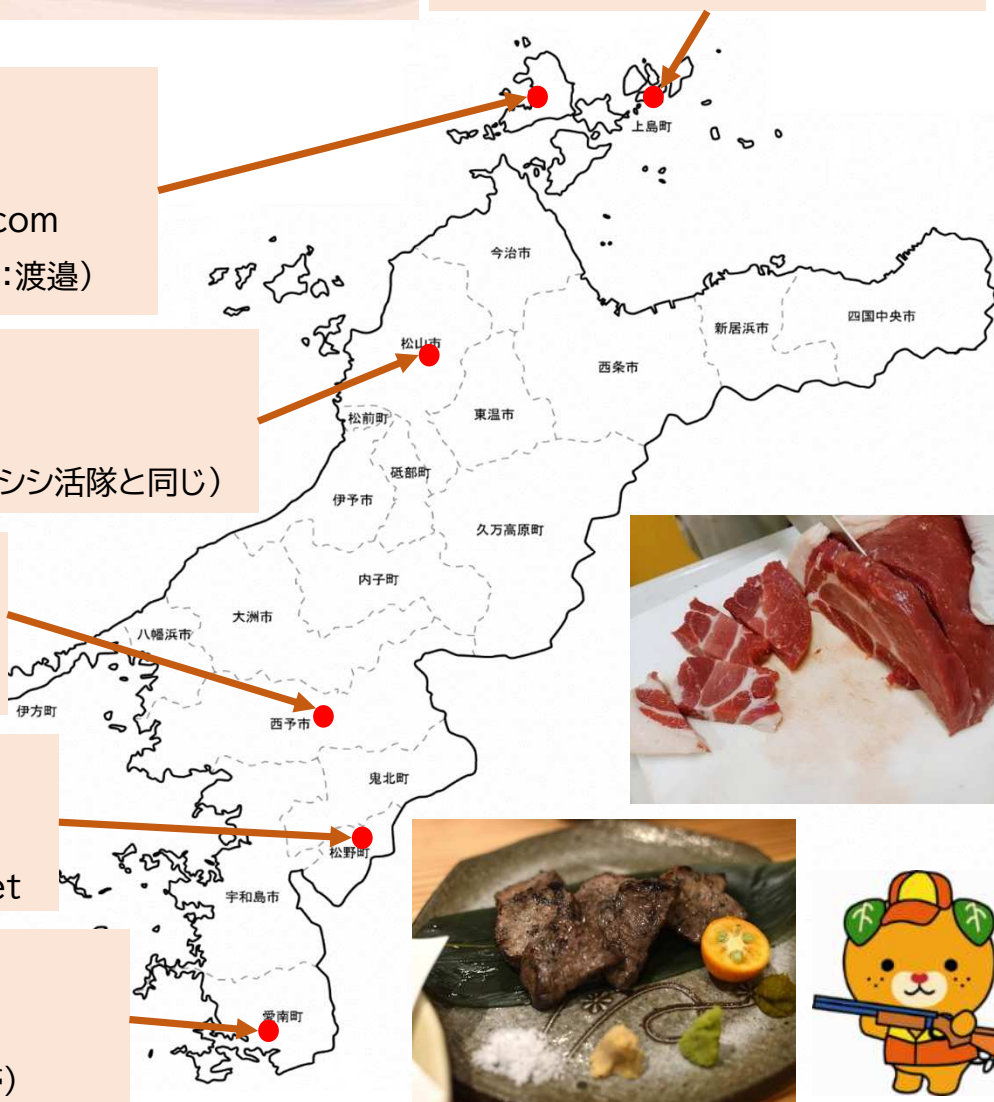 上島町
com
：渡邉）
今治市
四国中央市
新居浜市
松山市
西条市
松前町
東温市
砥部町
シシ活隊と同じ）
伊予市
久万高原町
内子町
大洲市
八幡浜市
伊方町
西予市
鬼北町
松野町
et
宇和島市
愛南町